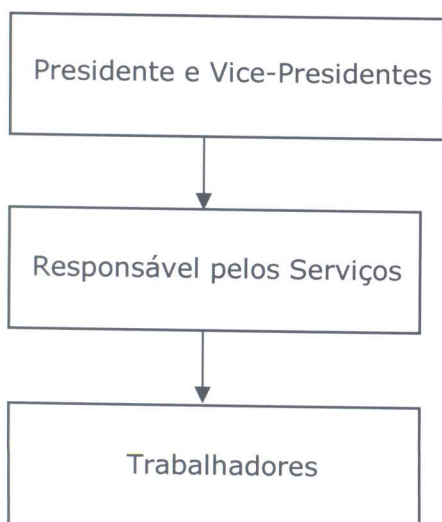 Presidente e Vice-Presidentes
Responsável pelos Serviços
Trabalhadores